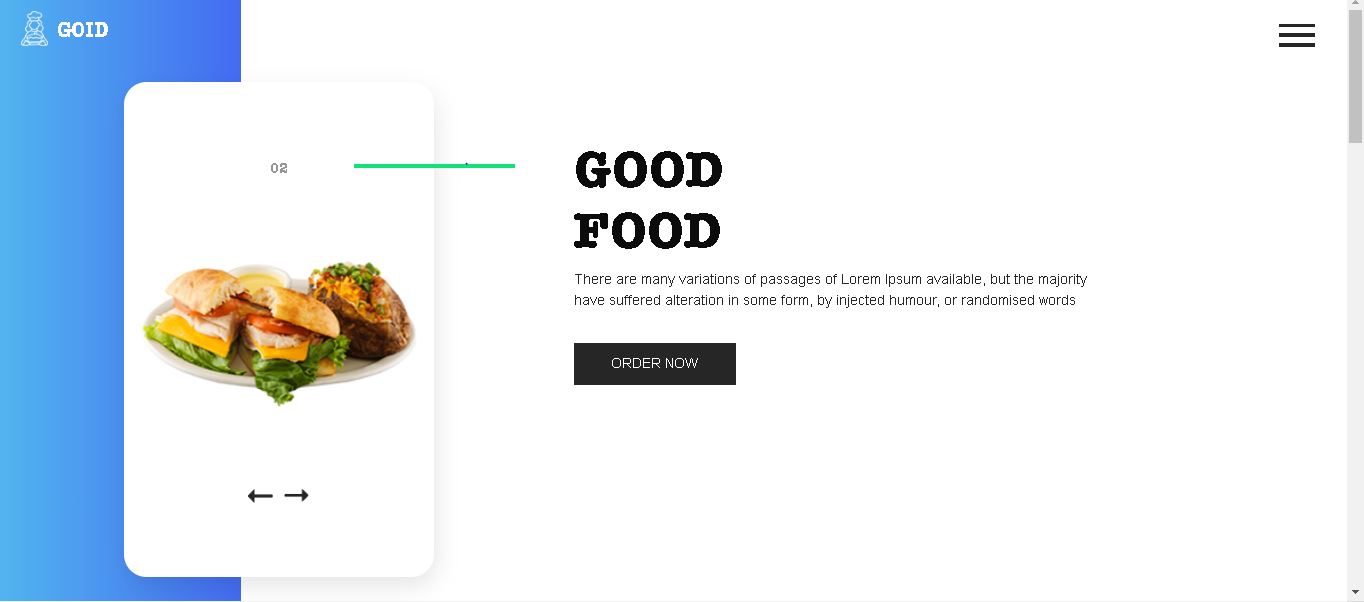 GOID
02
GOOD
FOOD
There are many variations of passages of Lorem Ipsum available, but the majority
have suffered alteration in some form, by injected humour, or randomised words
ORDER NOW